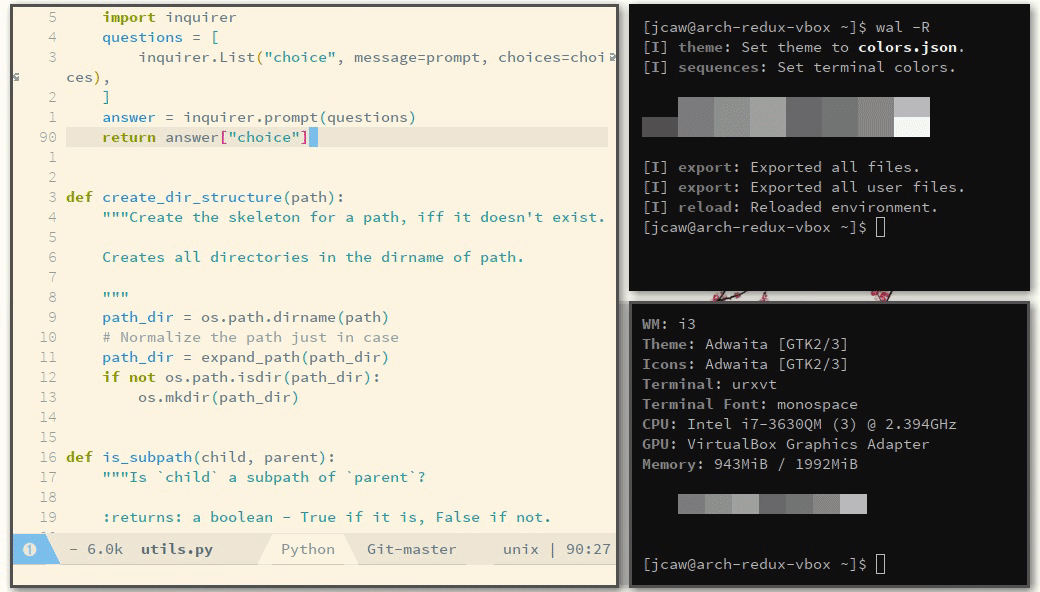 5     import inquirer
4     questions = [
3         inquirer.List("choice", message=prompt, choices=choi
ces),
2     ]
1     answer = inquirer.prompt(questions)
90     return answer["choice"]
1
2
3 def create_dir_structure(path):
4     """Create the skeleton for a path, iff it doesn't exist.
5
6     Creates all directories in the dirname of path.
7
8     """
9     path_dir = os.path.dirname(path)
10     # Normalize the path just in case
11     path_dir = expand_path(path_dir)
12     if not os.path.isdir(path_dir):
13         os.mkdir(path_dir)
14
15
16 def is_subpath(child, parent):
17     """Is `child` a subpath of `parent`?
18
19     :returns: a boolean - True if it is, False if not.
1 - 6.0k utils.py Python Git-master unix | 90:27
[jcaw@arch-redux-vbox ~]$ wal -R
[I] theme: Set theme to colors.json.
[I] sequences: Set terminal colors.
[I] export: Exported all files.
[I] export: Exported all user files.
[I] reload: Reloaded environment.
[jcaw@arch-redux-vbox ~]$
WM: i3
Theme: Adwaita [GTK2/3]
Icons: Adwaita [GTK2/3]
Terminal: urxvt
Terminal Font: monospace
CPU: Intel i7-3630QM (3) @ 2.394GHz
GPU: VirtualBox Graphics Adapter
Memory: 943MiB / 1992MiB
[jcaw@arch-redux-vbox ~]$